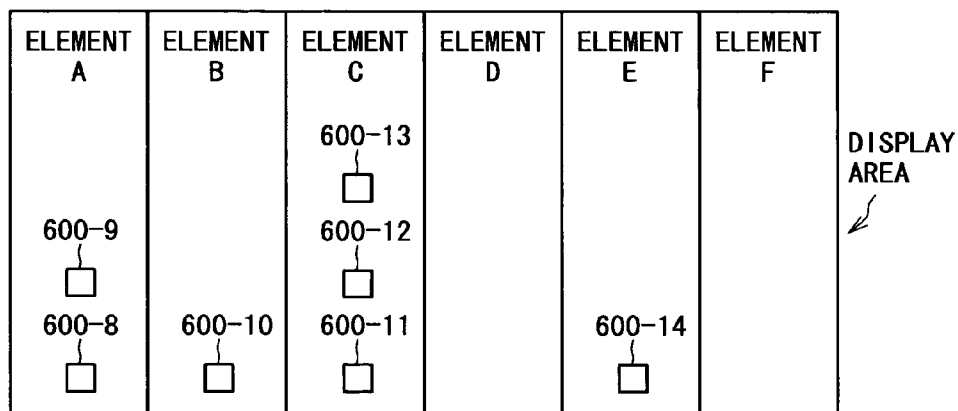 ELEMENT A
ELEMENT B
ELEMENT C
ELEMENT D
ELEMENT E
ELEMENT F
600-13
DISPLAY
AREA
600-9
600-12
600-8
600-10
600-11
600-14